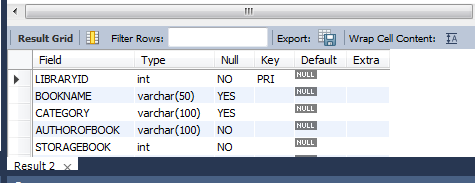 Result Grid Filter Rows: Export: Wrap Cell Content:
Field Type Null Key Default Extra
LIBRARYID int NO PRI NULL
BOOKNAME varchar(50) YES NULL
CATEGORY varchar(100) YES NULL
AUTHOROFBOOK varchar(100) NO NULL
STORAGEBOOK int NO NULL
Result 2 ×